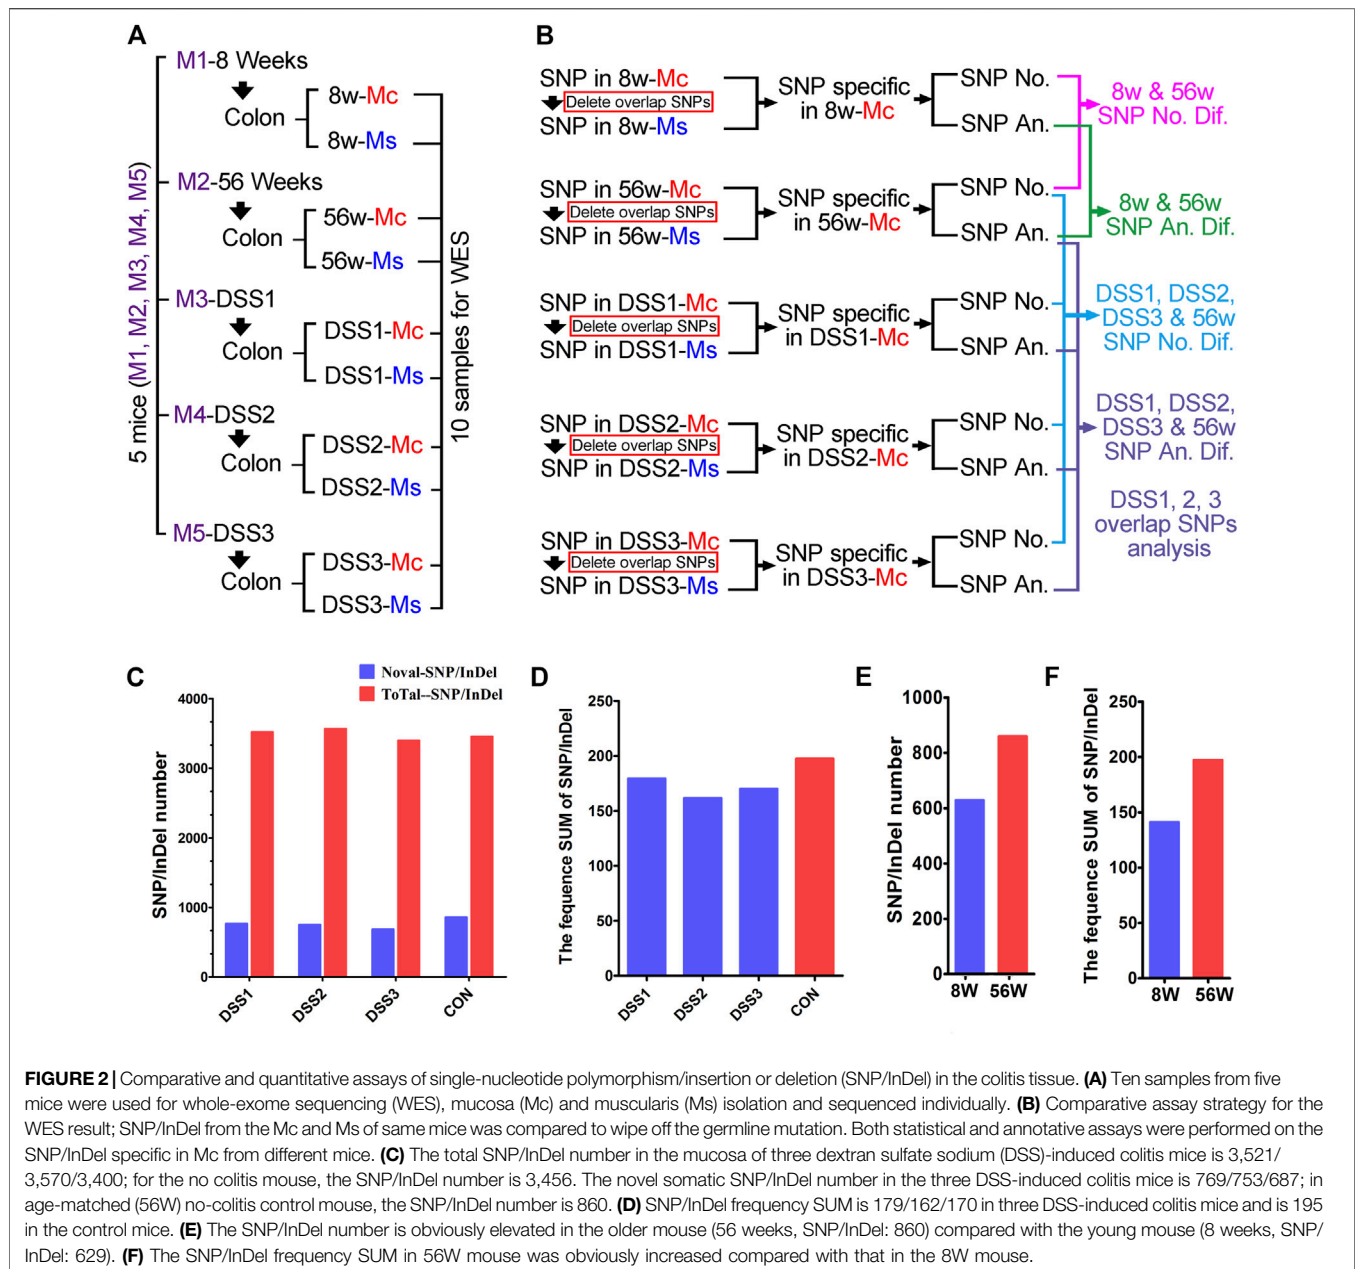 A
5 mice (M1, M2, M3, M4, M5)
M1-8 Weeks
Colon
8w-Mc
8w-Ms
M2-56 Weeks
Colon
56w-Mc
56w-Ms
M3-DSS1
Colon
DSS1-Mc
DSS1-Ms
M4-DSS2
Colon
DSS2-Mc
DSS2-Ms
M5-DSS3
Colon
DSS3-Mc
DSS3-Ms
10 samples for WES
B
SNP in 8w-Mc
Delete overlap SNPs
SNP in 8w-Ms
SNP specific
in 8w-Mc
SNP No.
SNP An.
SNP in 56w-Mc
Delete overlap SNPs
SNP in 56w-Ms
SNP specific
in 56w-Mc
SNP No.
SNP An.
SNP in DSS1-Mc
Delete overlap SNPs
SNP in DSS1-Ms
SNP specific
in DSS1-Mc
SNP No.
SNP An.
SNP in DSS2-Mc
Delete overlap SNPs
SNP in DSS2-Ms
SNP specific
in DSS2-Mc
SNP No.
SNP An.
SNP in DSS3-Mc
Delete overlap SNPs
SNP in DSS3-Ms
SNP specific
in DSS3-Mc
SNP No.
SNP An.
8w & 56w
SNP No. Dif.
8w & 56w
SNP An. Dif.
DSS1, DSS2,
DSS3 & 56w
SNP No. Dif.
DSS1, DSS2,
DSS3 & 56w
SNP An. Dif.
DSS1, 2, 3
overlap SNPs
analysis
C
Noval-SNP/InDel
ToTal--SNP/InDel
SNP/InDel number
4000
3000
2000
1000
0
DSS1
DSS2
DSS3
CON
D
The fequence SUM of SNP/InDel
250
200
150
100
50
0
DSS1
DSS2
DSS3
CON
E
SNP/InDel number
1000
800
600
400
200
0
8W 56W
F
The fequence SUM of SNP/InDel
250
200
150
100
50
0
8W 56W
FIGURE 2 | Comparative and quantitative assays of single-nucleotide polymorphism/insertion or deletion (SNP/InDel) in the colitis tissue. (A) Ten samples from five
mice were used for whole-exome sequencing (WES), mucosa (Mc) and muscularis (Ms) isolation and sequenced individually. (B) Comparative assay strategy for the
WES result; SNP/InDel from the Mc and Ms of same mice was compared to wipe off the germline mutation. Both statistical and annotative assays were performed on the
SNP/InDel specific in Mc from different mice. (C) The total SNP/InDel number in the mucosa of three dextran sulfate sodium (DSS)-induced colitis mice is 3,521/
3,570/3,400; for the no colitis mouse, the SNP/InDel number is 3,456. The novel somatic SNP/InDel number in the three DSS-induced colitis mice is 769/753/687; in
age-matched (56W) no-colitis control mouse, the SNP/InDel number is 860. (D) SNP/InDel frequency SUM is 179/162/170 in three DSS-induced colitis mice and is 195
in the control mice. (E) The SNP/InDel number is obviously elevated in the older mouse (56 weeks, SNP/InDel: 860) compared with the young mouse (8 weeks, SNP/
InDel: 629). (F) The SNP/InDel frequency SUM in 56W mouse was obviously increased compared with that in the 8W mouse.